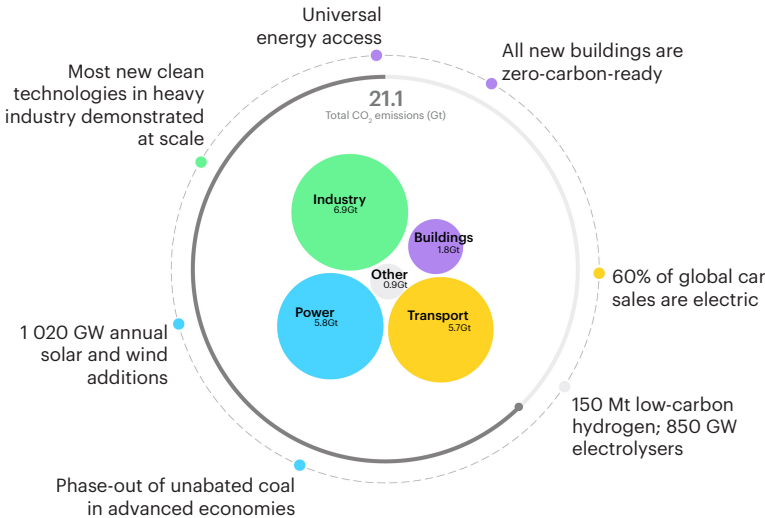 Universal
energy access
All new buildings are
zero-carbon-ready
Most new clean
technologies in heavy
industry demonstrated
at scale
21.1
Total CO₂ emissions (Gt)
Industry
6.9Gt
Buildings
1.8Gt
Other
0.9Gt
Power
5.8Gt
Transport
5.7Gt
60% of global car
sales are electric
1 020 GW annual
solar and wind
additions
150 Mt low-carbon
hydrogen; 850 GW
electrolysers
Phase-out of unabated coal
in advanced economies